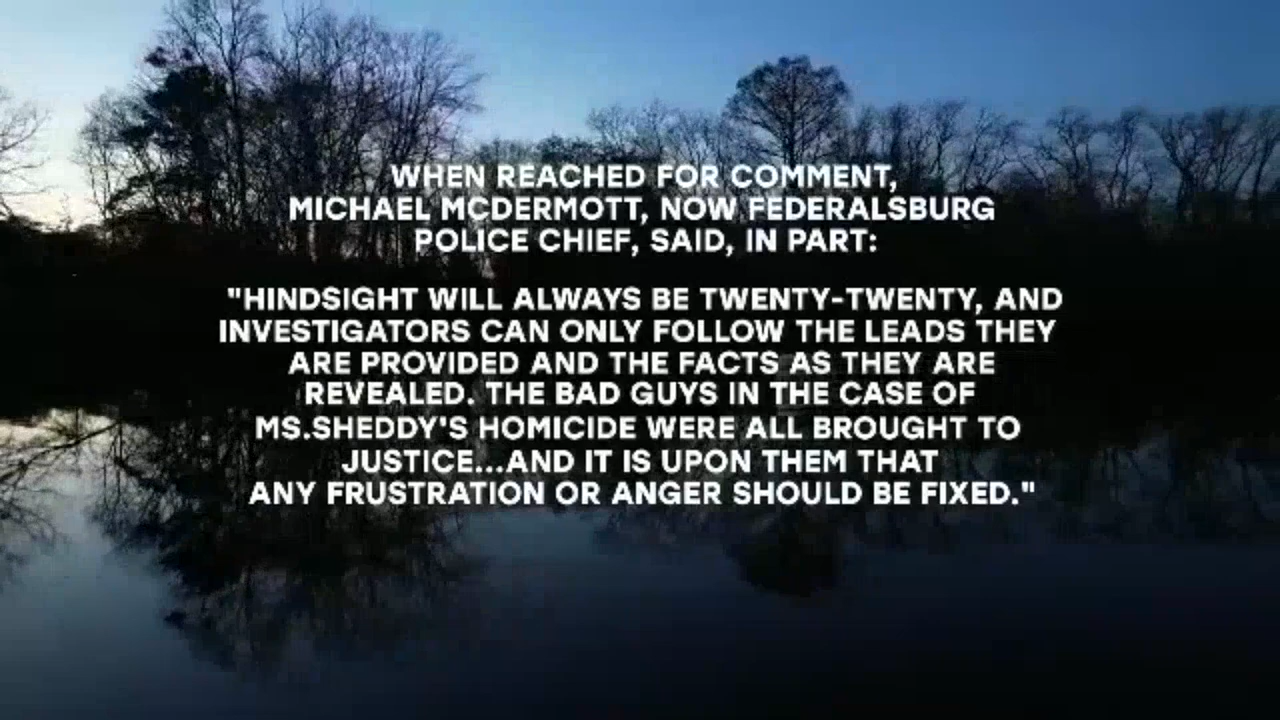 WHEN REACHED FOR COMMENT,
MICHAEL MCDERMOTT, NOW FEDERALSBURG
POLICE CHIEF, SAID, IN PART:
"HINDSIGHT WILL ALWAYS BE TWENTY-TWENTY, AND
INVESTIGATORS CAN ONLY FOLLOW THE LEADS THEY
ARE PROVIDED AND THE FACTS AS THEY ARE
REVEALED. THE BAD GUYS IN THE CASE OF
MS.SHEDDY'S HOMICIDE WERE ALL BROUGHT TO
JUSTICE...AND IT IS UPON THEM THAT
ANY FRUSTRATION OR ANGER SHOULD BE FIXED."